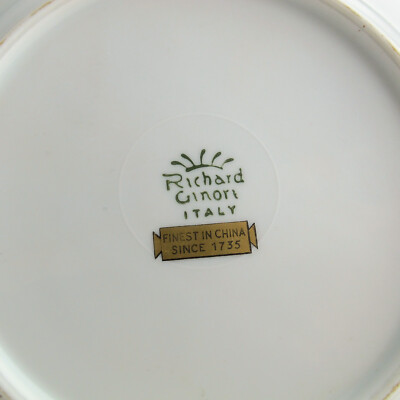 Richard
Ginori
ITALY
FINEST IN CHINA
SINCE 1735